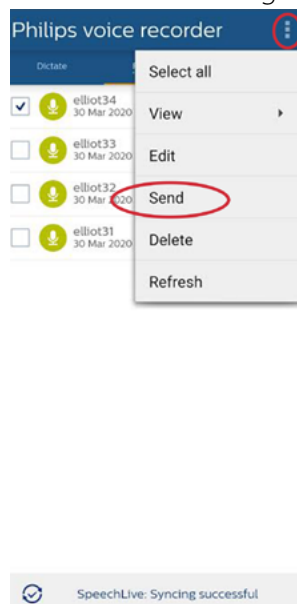 Philips voice recorder
Dictate
Select all
elliot34
30 Mar 2020
View
elliot33
30 Mar 2020
Edit
elliot32
30 Mar 2020
Send
elliot31
30 Mar 2020
Delete
Refresh
SpeechLive: Syncing successful